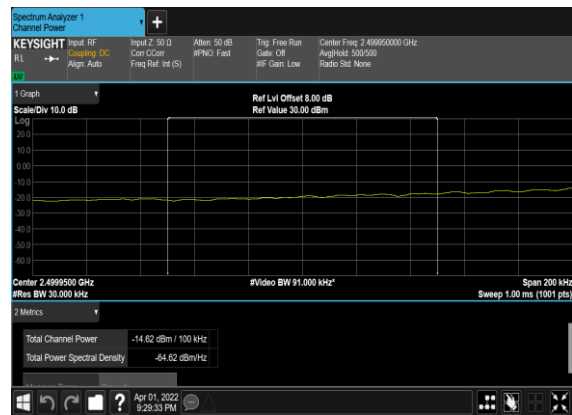 Spectrum Analyzer 1
Channel Power
+
KEYSIGHT Input: RF Input Z: 50 Ω Atten: 50 dB Trig: Free Run Center Freq: 2.499950000 GHz
RL Coupling: DC Corr CCorr #PNO: Fast Gate: Off Avg|Hold: 500/500
Align: Auto Freq Ref: Int (S) #IF Gain: Low Radio Std: None
LXI
1 Graph Ref Lvl Offset 8.00 dB
Scale/Div 10.0 dB Ref Value 30.00 dBm
Log
20.0
10.0
0.00
-10.0
-20.0
-30.0
-40.0
-50.0
-60.0
Center 2.4999500 GHz #Video BW 91.000 kHz* Span 200 kHz
#Res BW 30.000 kHz Sweep 1.00 ms (1001 pts)
2 Metrics
Total Channel Power -14.62 dBm / 100 kHz
Total Power Spectral Density -64.62 dBm/Hz
? Apr 01, 2022
9:29:33 PM